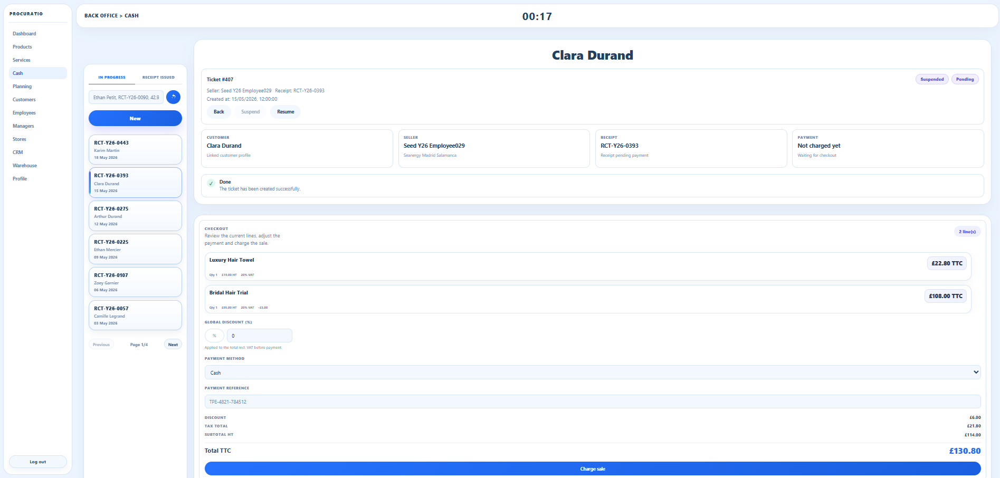 PROCURATIO
Dashboard
Products
Services
Cash
Planning
Customers
Employees
Managers
Stores
CRM
Warehouse
Profile
Log out
BACK OFFICE > CASH
00:17
IN PROGRESS
RECEIPT ISSUED
Ethan Petit, RCT-Y26-0090, 42.9
New
RCT-Y26-0443
Karim Martin
18 May 2026
RCT-Y26-0393
Clara Durand
15 May 2026
RCT-Y26-0275
Arthur Durand
12 May 2026
RCT-Y26-0225
Ethan Mercier
09 May 2026
RCT-Y26-0107
Zoey Garnier
06 May 2026
RCT-Y26-0057
Camille Legrand
03 May 2026
Previous
Page 1/4
Next
Clara Durand
Ticket #407
Suspended
Pending
Seller: Seed Y26 Employee029 Receipt: RCT-Y26-0393
Created at: 15/05/2026, 12:00:00
Back
Suspend
Resume
CUSTOMER
Clara Durand
Linked customer profile
SELLER
Seed Y26 Employee029
Seanergy Madrid Salamanca
RECEIPT
RCT-Y26-0393
Receipt pending payment
PAYMENT
Not charged yet
Waiting for checkout
Done
The ticket has been created successfully.
CHECKOUT
Review the current lines, adjust the
payment and charge the sale.
2 line(s)
Luxury Hair Towel
£22.80 TTC
Qty 1 £19.00 HT 20% VAT
Bridal Hair Trial
£108.00 TTC
Qty 1 £95.00 HT 20% VAT -£5.00
GLOBAL DISCOUNT (%)
% 0
Applied to the total incl. VAT before payment.
PAYMENT METHOD
Cash
PAYMENT REFERENCE
TPE-4821-784512
DISCOUNT £6.00
TAX TOTAL £21.80
SUBTOTAL HT £114.00
Total TTC £130.80
Charge sale